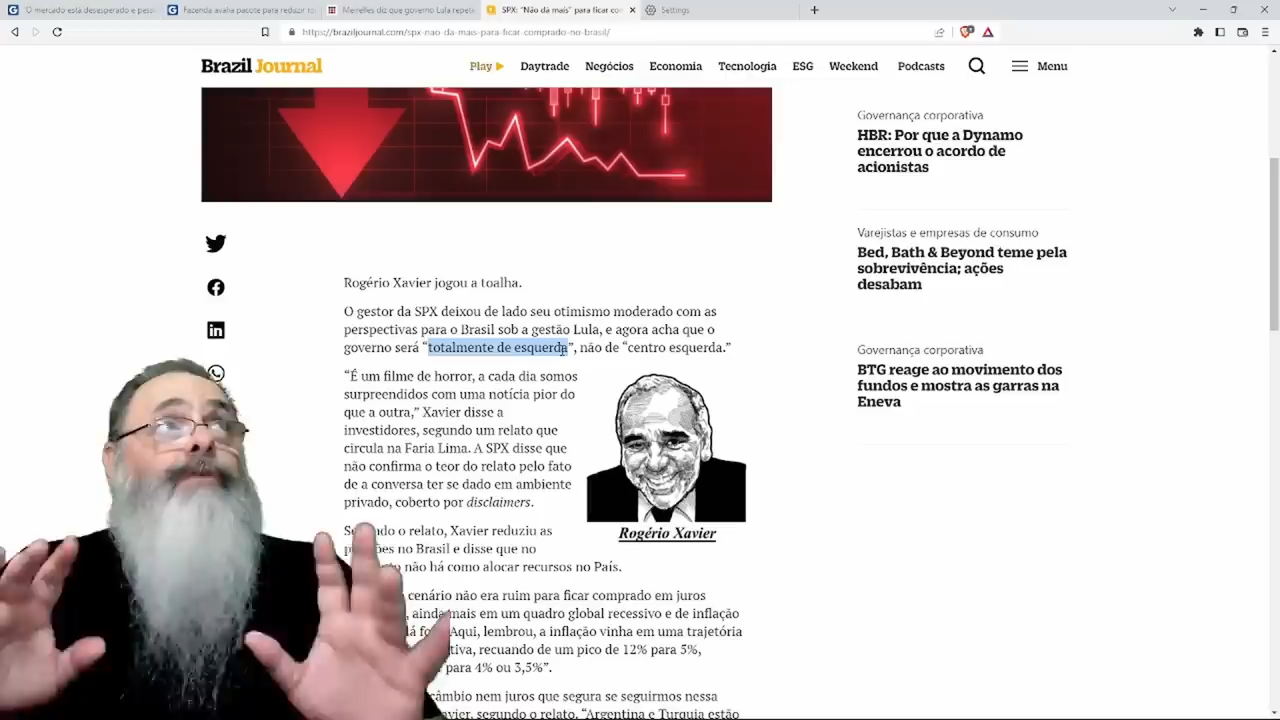 O mercado está desesperado e pess
Fazenda avalia pacote para reduzir ro
Meirelles diz que governo Lula repete
SPX: “Não dá mais” para ficar com
Settings
https://braziljournal.com/spx-nao-da-mais-para-ficar-comprado-no-brasil/
Brazil Journal
Play
Daytrade
Negócios
Economia
Tecnologia
ESG
Weekend
Podcasts
Menu
Rogério Xavier jogou a toalha.
O gestor da SPX deixou de lado seu otimismo moderado com as
perspectivas para o Brasil sob a gestão Lula, e agora acha que o
governo será “totalmente de esquerda”, não de “centro esquerda.”
“É um filme de horror, a cada dia somos
surpreendidos com uma notícia pior do
que a outra,” Xavier disse a
investidores, segundo um relato que
circula na Faria Lima. A SPX disse que
não confirma o teor do relato pelo fato
de a conversa ter se dado em ambiente
privado, coberto por disclaimers.
Rogério Xavier
o relato, Xavier reduziu as
no Brasil e disse que no
não há como alocar recursos no País.
cenário não era ruim para ficar comprado em juros
ainda mais em um quadro global recessivo e de inflação
Aqui, lembrou, a inflação vinha em uma trajetória
recuando de um pico de 12% para 5%,
para 4% ou 3,5%”.
câmbio nem juros que segura se seguirmos nessa
segundo o relato. “Argentina e Turquia estão
Governança corporativa
HBR: Por que a Dynamo
encerrou o acordo de
acionistas
Varejistas e empresas de consumo
Bed, Bath & Beyond teme pela
sobrevivência; ações
desabam
Governança corporativa
BTG reage ao movimento dos
fundos e mostra as garras na
Eneva